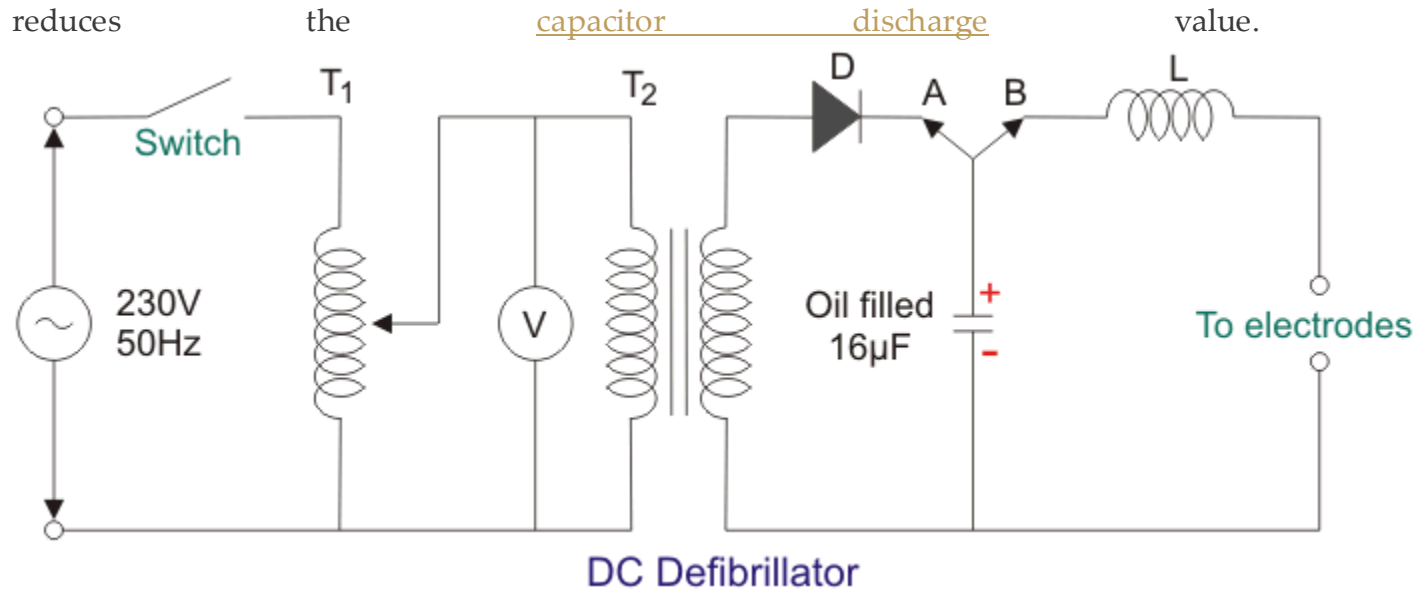 reduces the capacitor discharge value.
T1 T2 D A B L
Switch
230V
50Hz
V
Oil filled
16µF
+
-
To electrodes
DC Defibrillator